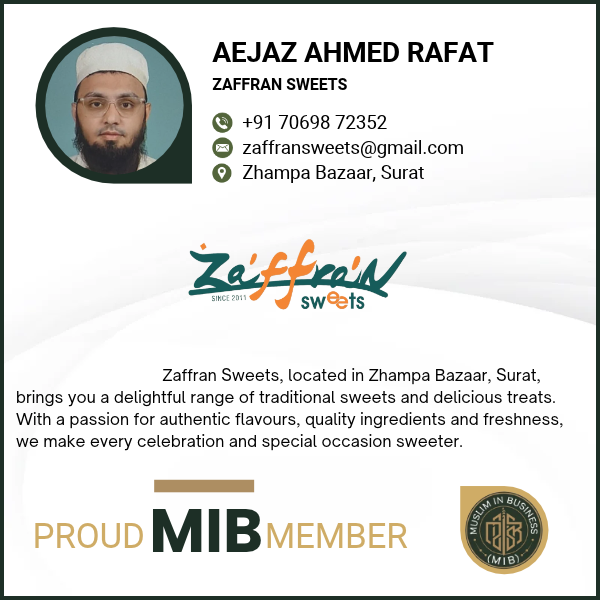 AEJAZ AHMED RAFAT
ZAFFRAN SWEETS
+91 70698 72352
zaffransweets@gmail.com
Zhampa Bazaar, Surat
Zaffran
SINCE 2011
sweets
Zaffran Sweets, located in Zhampa Bazaar, Surat,
brings you a delightful range of traditional sweets and delicious treats.
With a passion for authentic flavours, quality ingredients and freshness,
we make every celebration and special occasion sweeter.
PROUD MIB MEMBER
MUSLIM IN BUSINESS
(MIB)